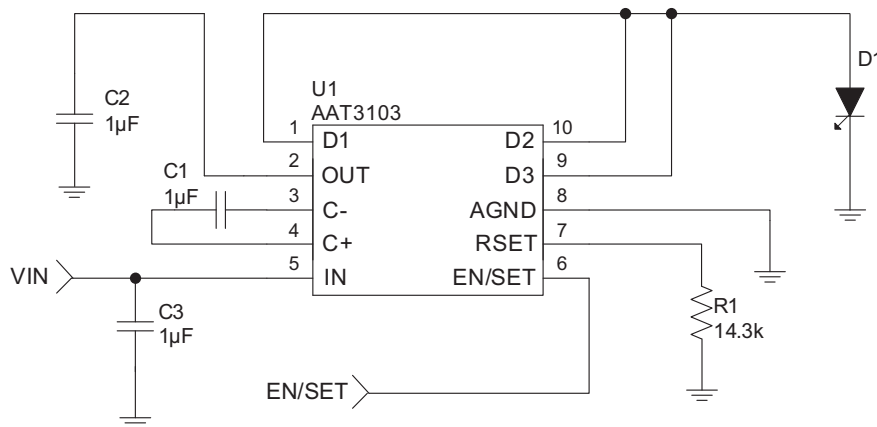 D1
C2
1µF
U1
AAT3103
1
D1
D2
10
2
OUT
D3
9
C1
1µF
3
C-
AGND
8
4
C+
RSET
7
VIN
5
IN
EN/SET
6
C3
1µF
R1
14.3k
EN/SET